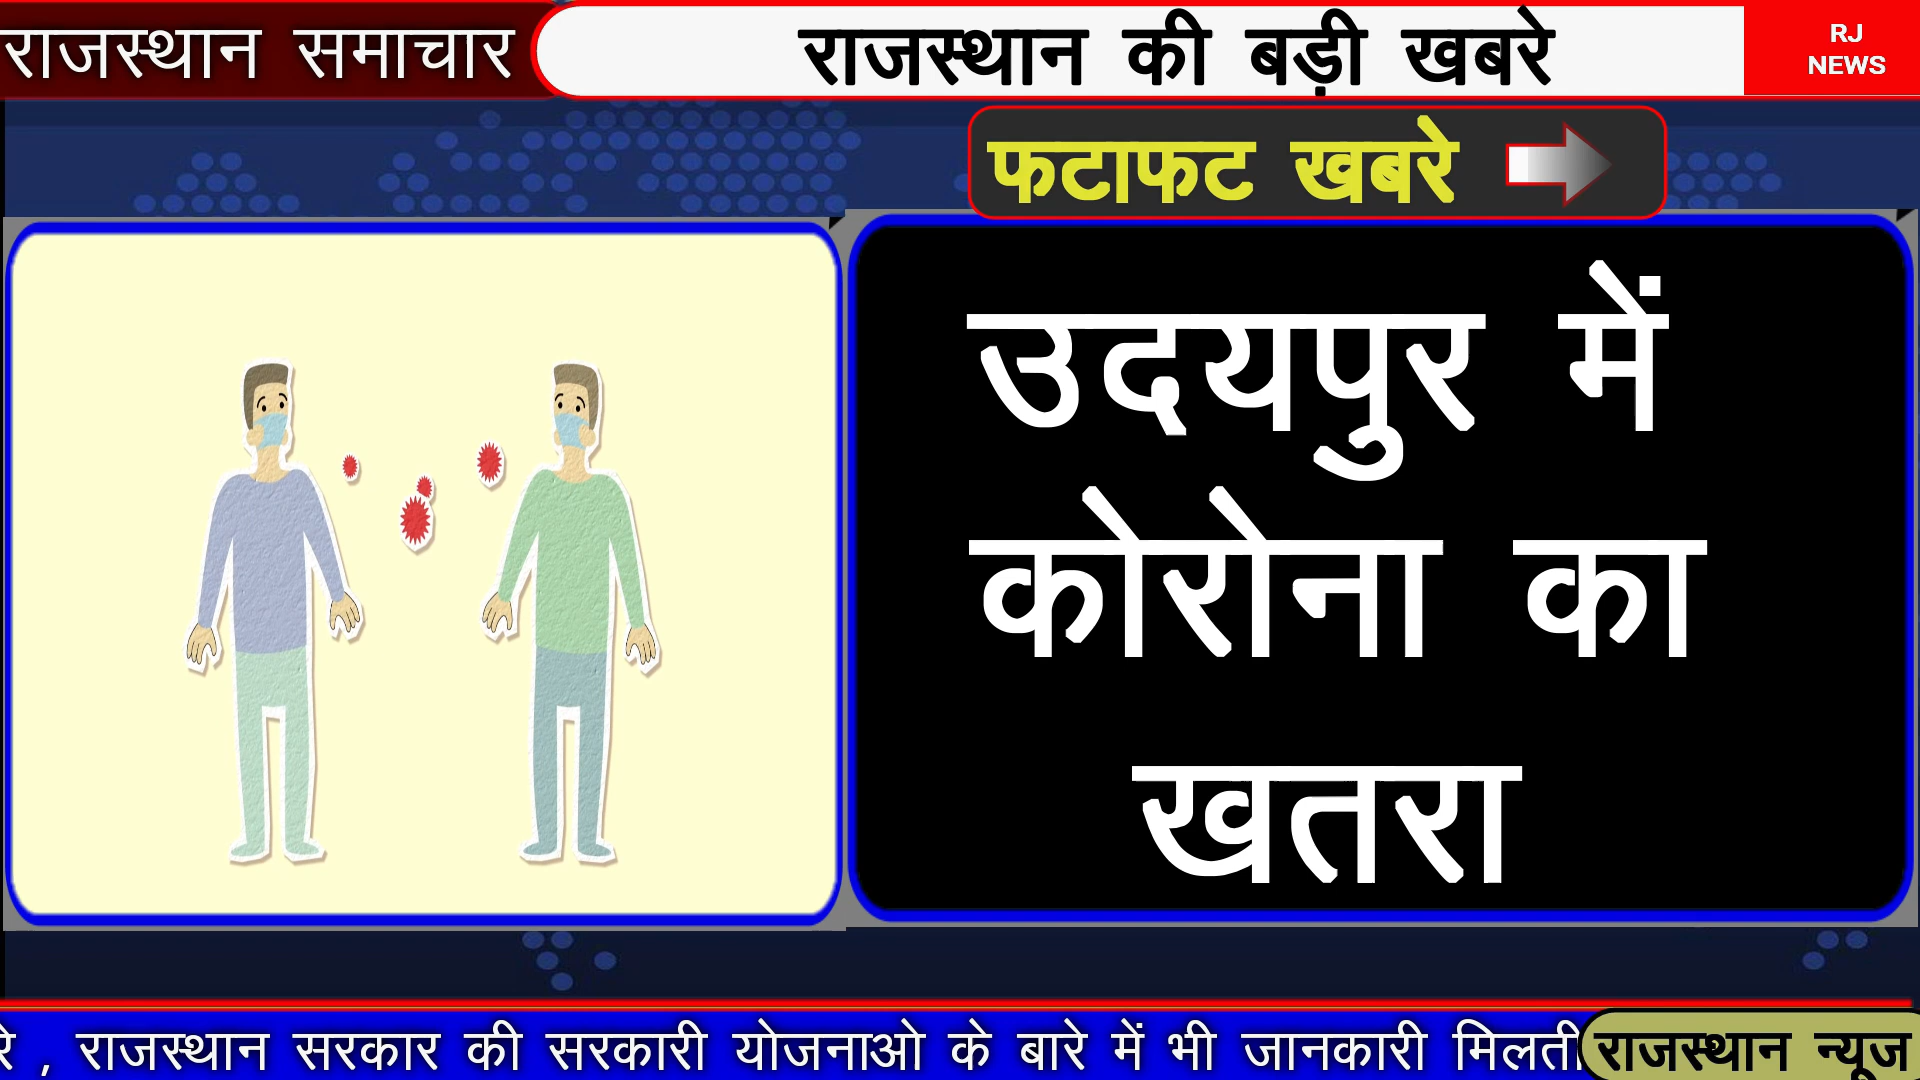 राजस्थान समाचार
राजस्थान की बड़ी खबरे
RJ
NEWS
फटाफट खबरे
उदयपुर में
कोरोना का
खतरा
रे , राजस्थान सरकार की सरकारी योजनाओ के बारे में भी जानकारी मिलती
राजस्थान न्यूज